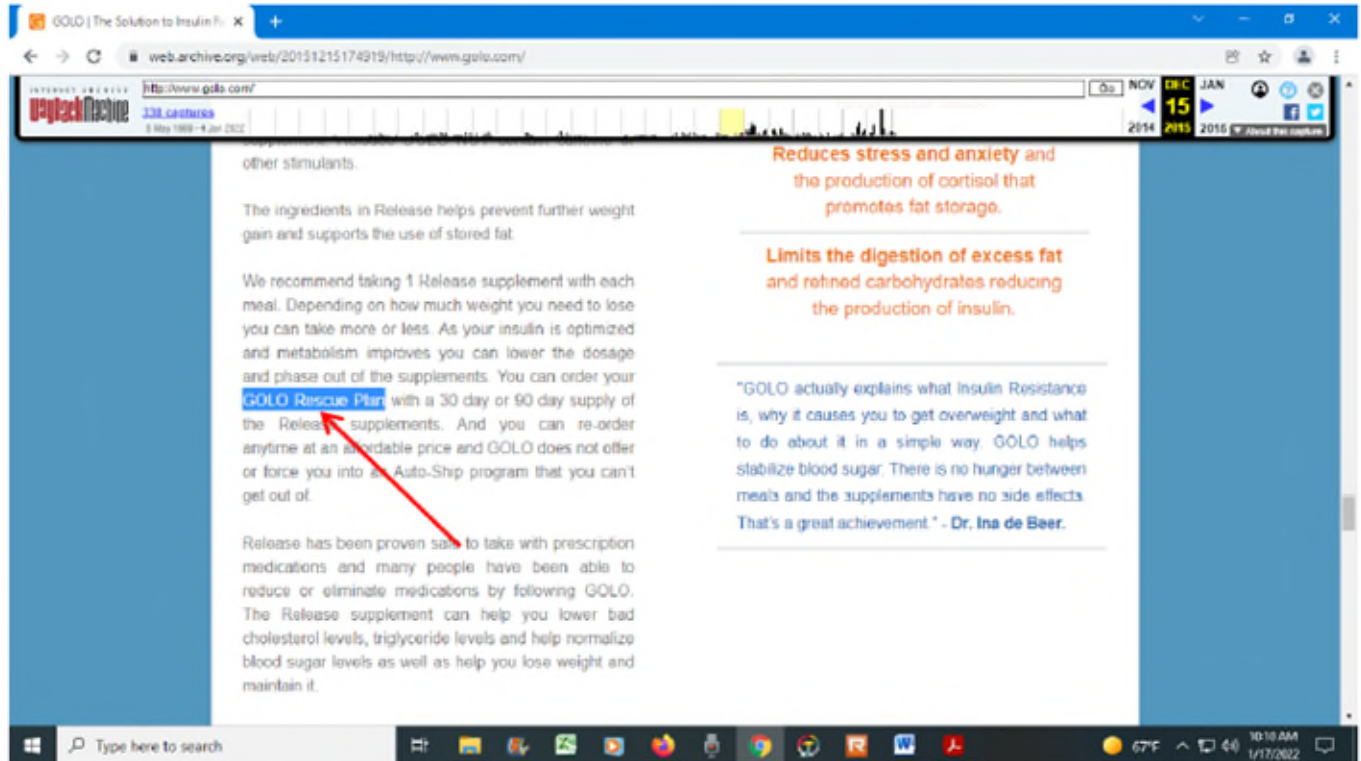 GOLO | The Solution to Insulin R
web.archive.org/web/20151215174919/http://www.golo.com/
INTERNET ARCHIVE
WayBackMachine
http://www.golo.com/
Go
NOV DEC JAN
338 captures
15
2014 2015 2016
About this capture
other stimulants.
The ingredients in Release helps prevent further weight
gain and supports the use of stored fat.
We recommend taking 1 Release supplement with each
meal. Depending on how much weight you need to lose
you can take more or less. As your insulin is optimized
and metabolism improves you can lower the dosage
and phase out of the supplements. You can order your
GOLO Rescue Plan with a 30 day or 90 day supply of
the Release supplements. And you can re-order
anytime at an affordable price and GOLO does not offer
or force you into an Auto-Ship program that you can't
get out of.
Release has been proven safe to take with prescription
medications and many people have been able to
reduce or eliminate medications by following GOLO.
The Release supplement can help you lower bad
cholesterol levels, triglyceride levels and help normalize
blood sugar levels as well as help you lose weight and
maintain it.
Reduces stress and anxiety and
the production of cortisol that
promotes fat storage.
Limits the digestion of excess fat
and refined carbohydrates reducing
the production of insulin.
"GOLO actually explains what Insulin Resistance
is, why it causes you to get overweight and what
to do about it in a simple way. GOLO helps
stabilize blood sugar. There is no hunger between
meals and the supplements have no side effects.
That's a great achievement." - Dr. Ina de Beer.
Type here to search
67°F
10:10 AM
1/17/2022